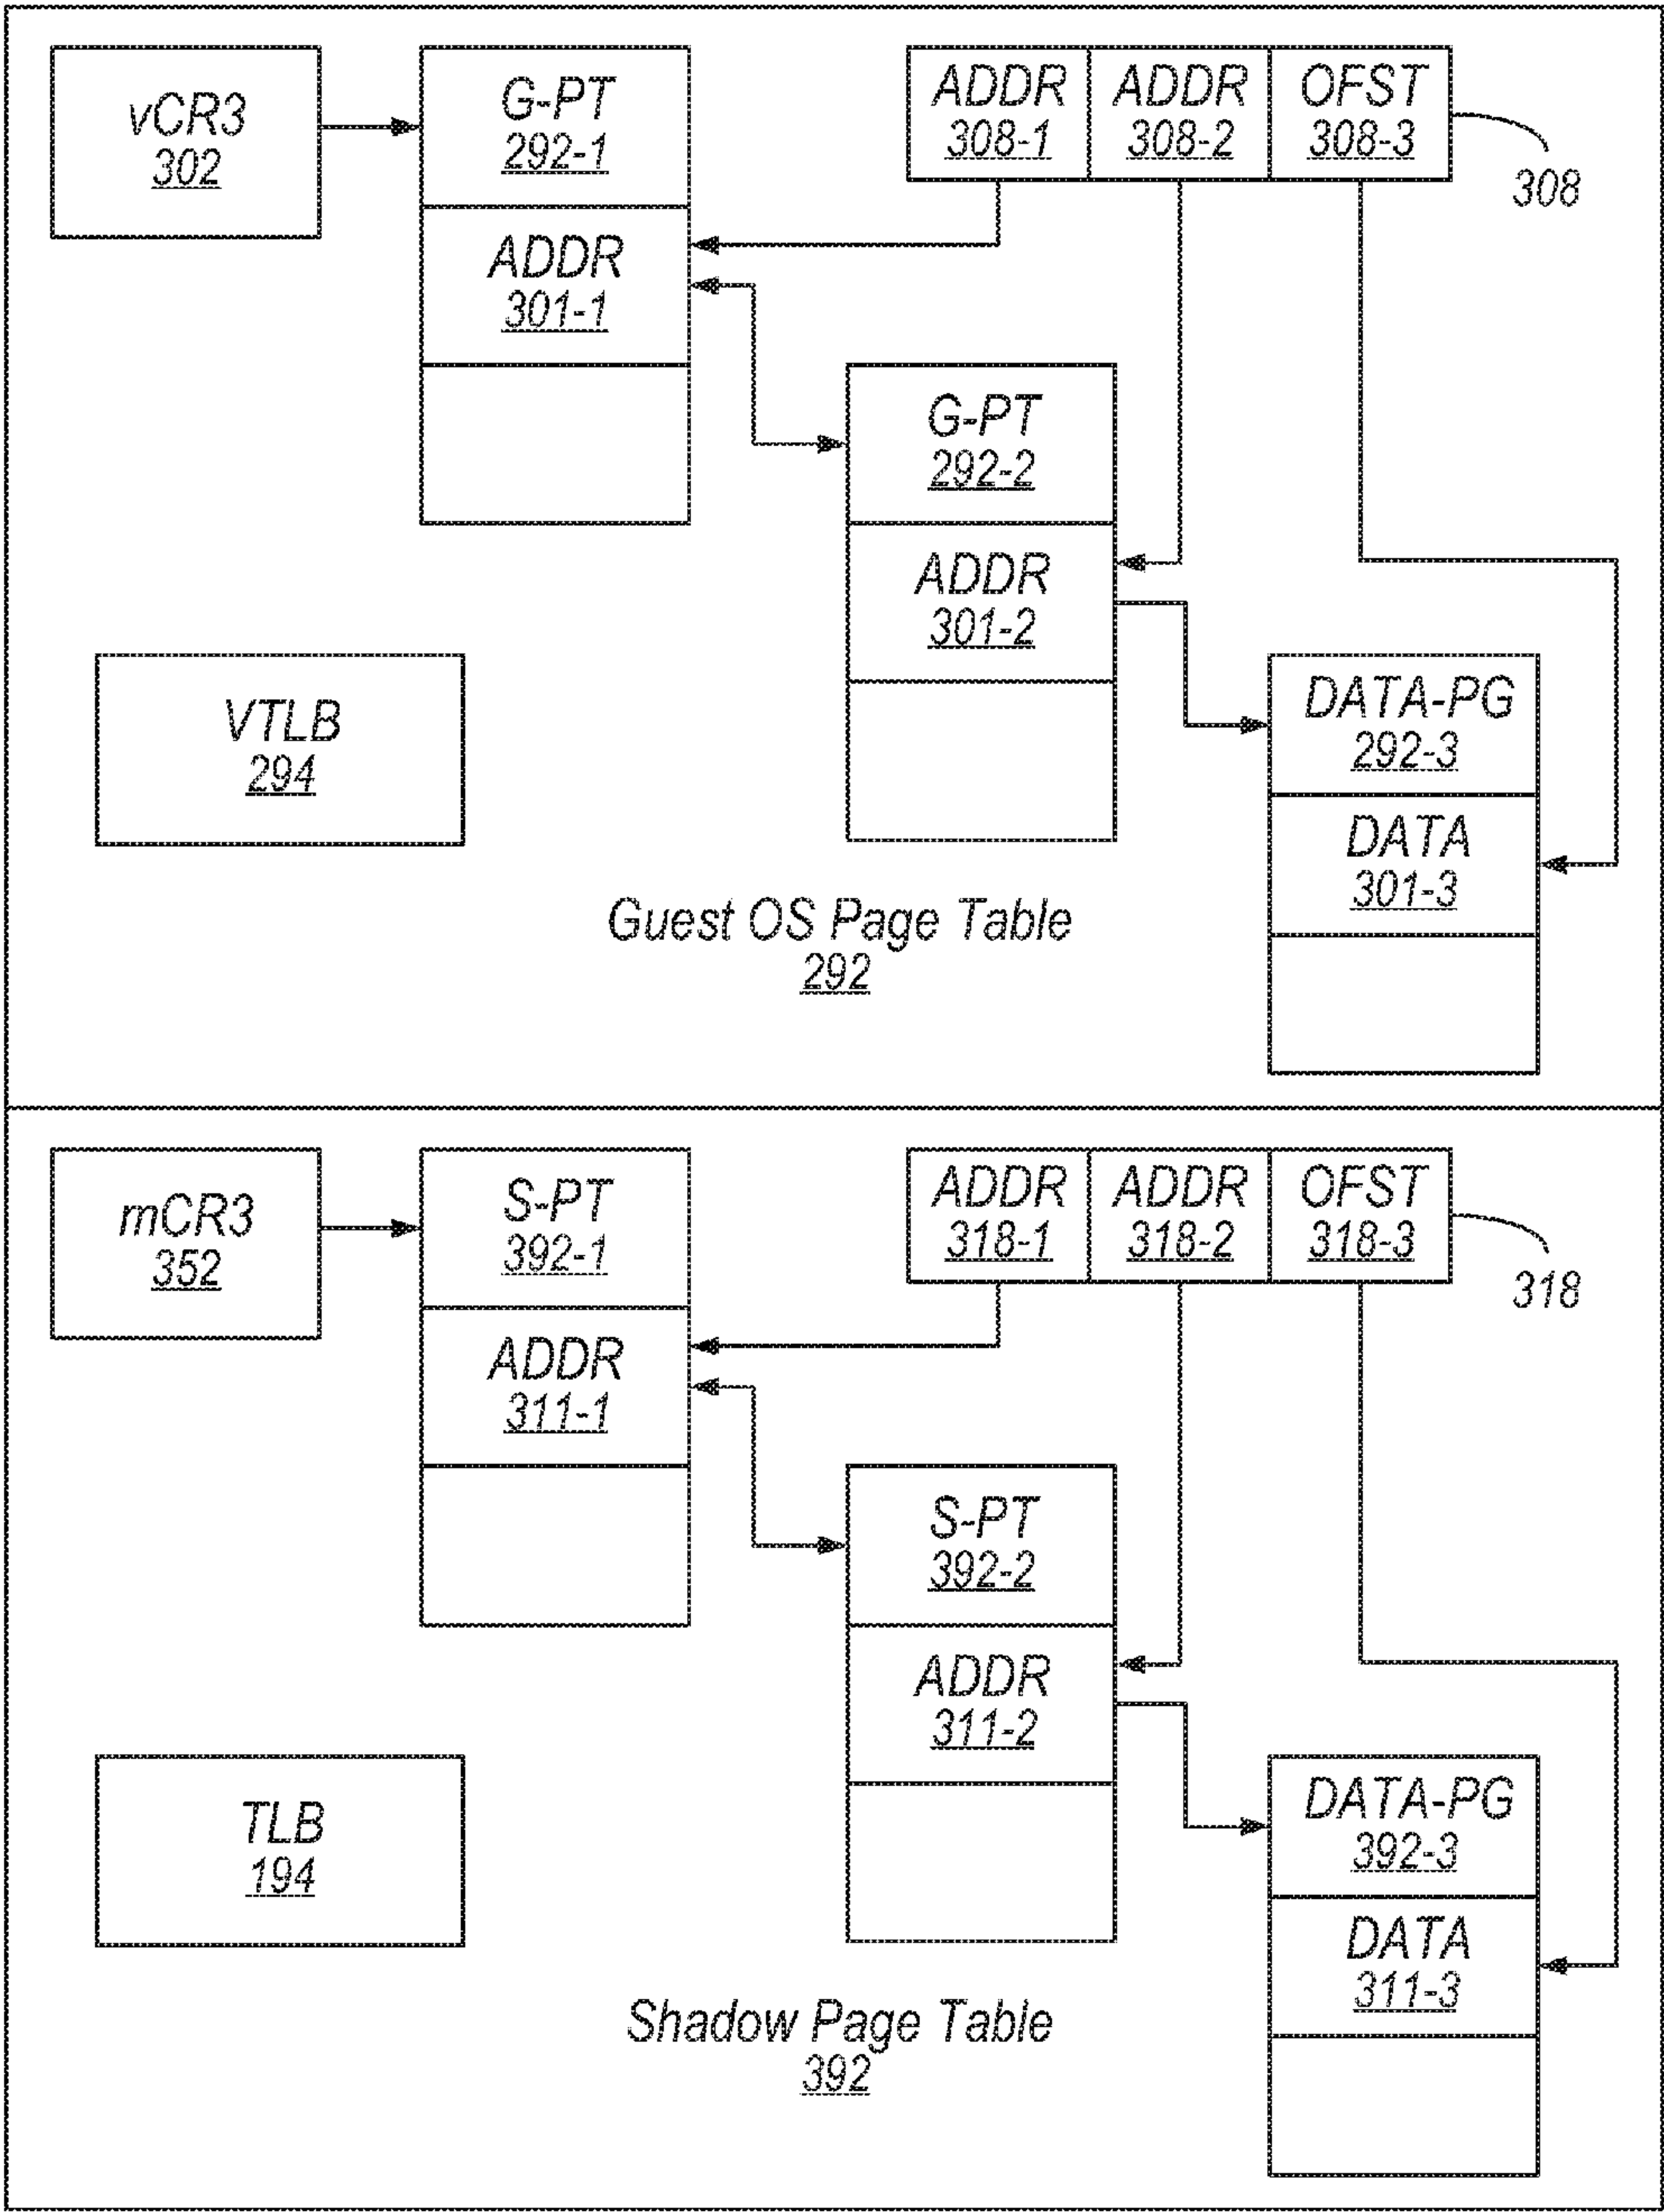 vCR3
302
G-PT
292-1
ADDR
301-1
ADDR
308-1
ADDR
308-2
OFST
308-3
308
G-PT
292-2
ADDR
301-2
VTLB
294
DATA-PG
292-3
DATA
301-3
Guest OS Page Table
292
mCR3
352
S-PT
392-1
ADDR
311-1
ADDR
318-1
ADDR
318-2
OFST
318-3
318
S-PT
392-2
ADDR
311-2
TLB
194
DATA-PG
392-3
DATA
311-3
Shadow Page Table
392